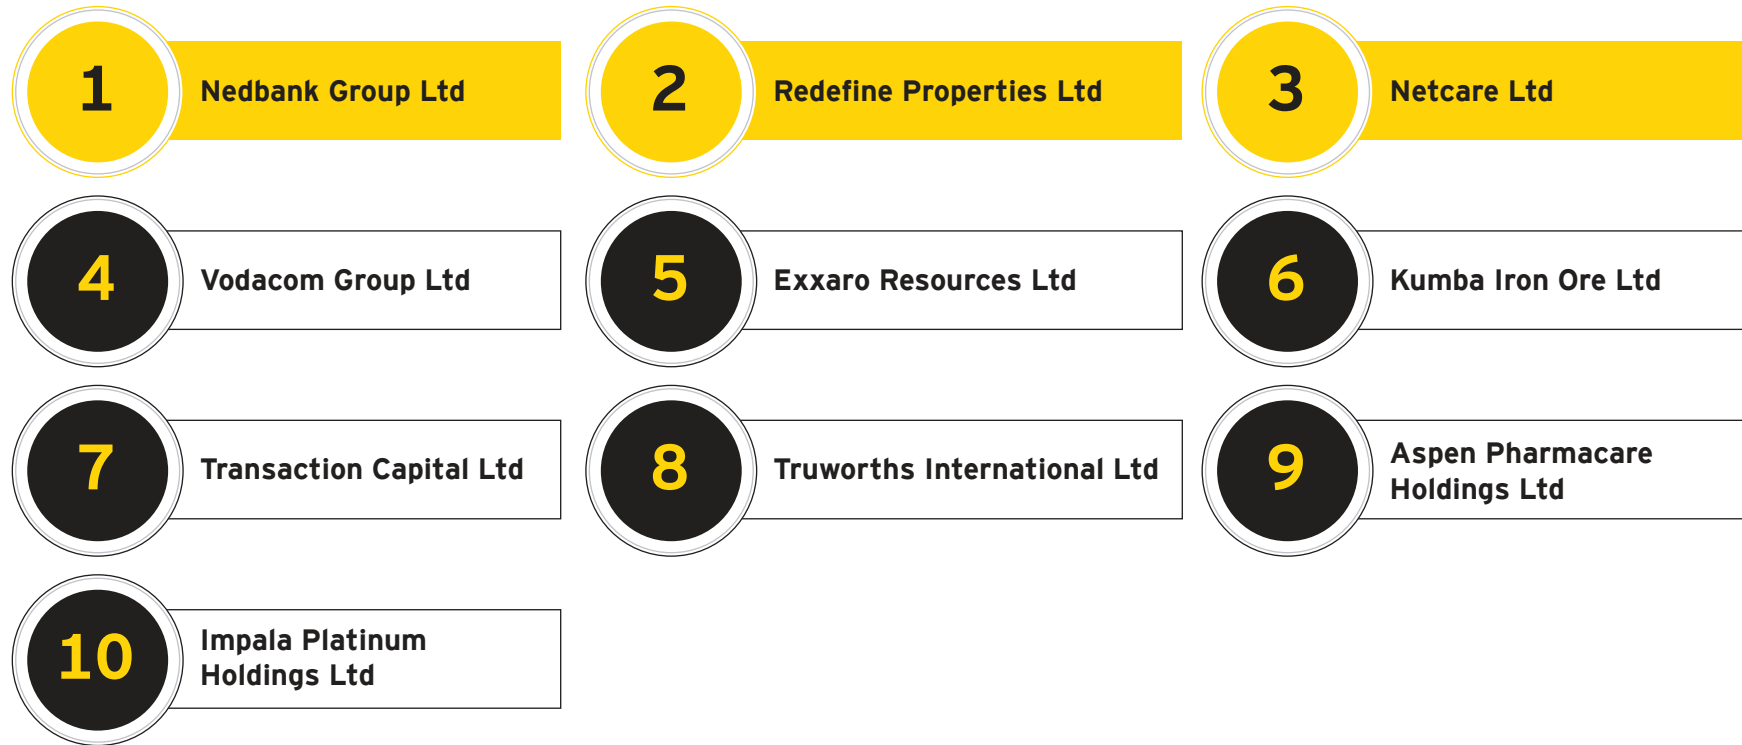 1
Nedbank Group Ltd
2
Redefine Properties Ltd
3
Netcare Ltd
4
Vodacom Group Ltd
5
Exxaro Resources Ltd
6
Kumba Iron Ore Ltd
7
Transaction Capital Ltd
8
Truworths International Ltd
9
Aspen Pharmacare
Holdings Ltd
10
Impala Platinum
Holdings Ltd